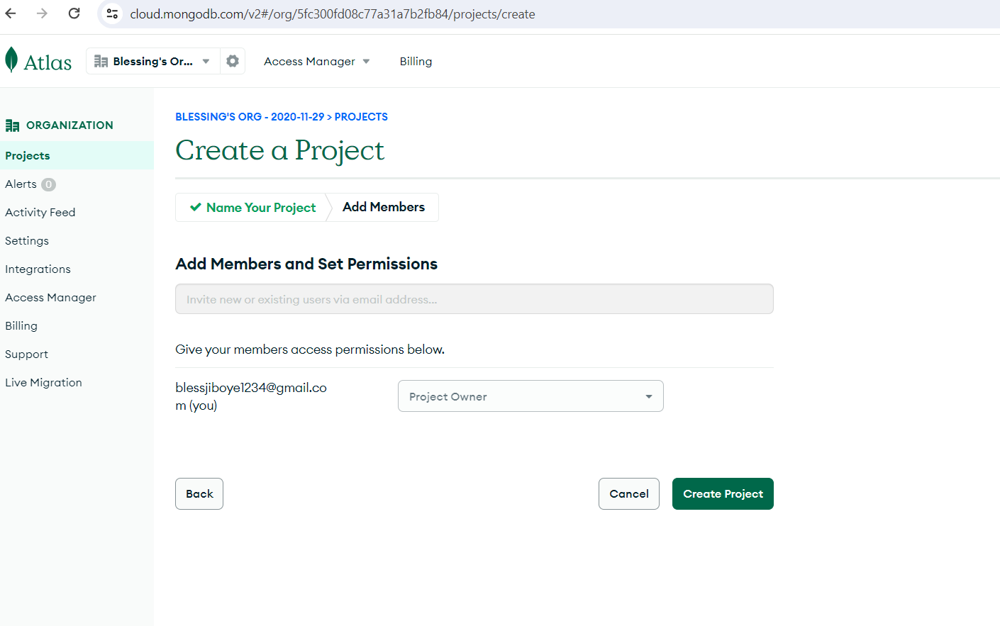 cloud.mongodb.com/v2#/org/5fc300fd08c77a31a7b2fb84/projects/create
Atlas
Blessing's Or...
Access Manager
Billing
ORGANIZATION
Projects
Alerts 0
Activity Feed
Settings
Integrations
Access Manager
Billing
Support
Live Migration
BLESSING'S ORG - 2020-11-29 > PROJECTS
Create a Project
Name Your Project
Add Members
Add Members and Set Permissions
Invite new or existing users via email address...
Give your members access permissions below.
blessjiboye1234@gmail.co
m (you)
Project Owner
Back
Cancel
Create Project